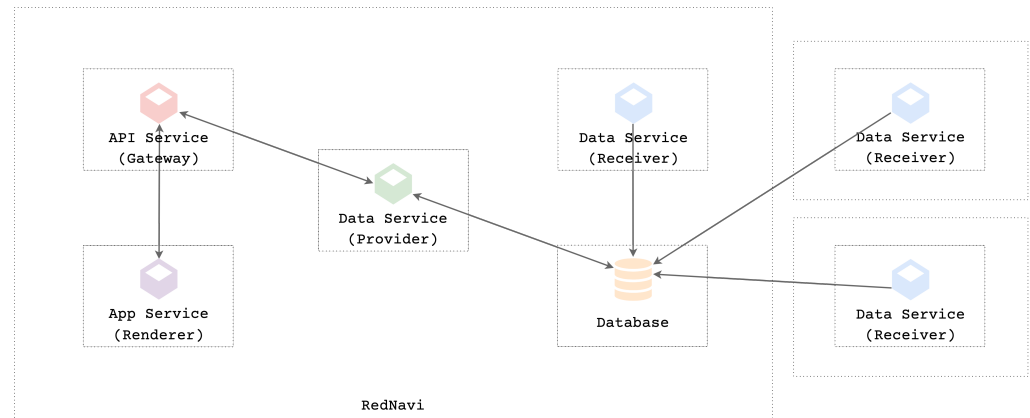 API Service
(Gateway)
Data Service
(Receiver)
Data Service
(Receiver)
Data Service
(Provider)
App Service
(Renderer)
Database
Data Service
(Receiver)
RedNavi